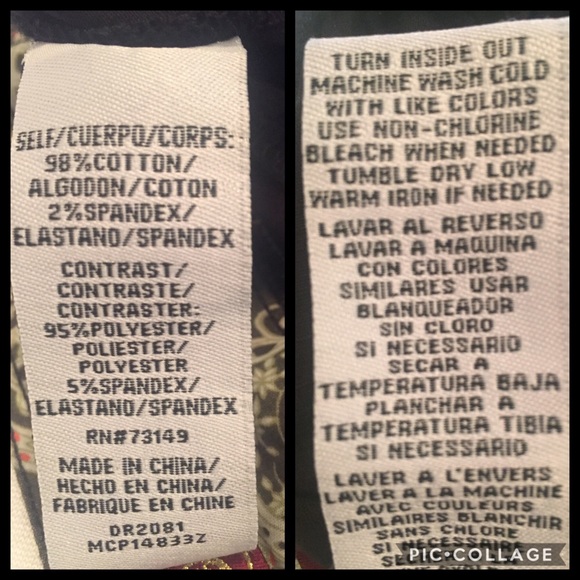 SELF/CUERPO/CORPS:
98%COTTON/
ALGODON/COTON
2%SPANDEX/
ELASTANO/SPANDEX
CONTRAST/
CONTRASTE/
CONTRASTER:
95%POLYESTER/
POLIESTER/
POLYESTER
5%SPANDEX/
ELASTANO/SPANDEX
RN#73149
MADE IN CHINA/
HECHO EN CHINA/
FABRIQUE EN CHINE
DR2081
MCP14833Z
TURN INSIDE OUT
MACHINE WASH COLD
WITH LIKE COLORS
USE NON-CHLORINE
BLEACH WHEN NEEDED
TUMBLE DRY LOW
WARM IRON IF NEEDED
LAVAR AL REVERSO
LAVAR A MAQUINA
CON COLORES
SIMILARES USAR
BLANQUEADOR
SIN CLORO
SI NECESSARIO
SECAR A
TEMPERATURA BAJA
PLANCHAR A
TEMPERATURA TIBIA
SI NECESSARIO
LAVER A L'ENVERS
LAVER A LA MACHINE
AVEC COULEURS
SIMILAIRES BLANCHIR
SANS CHLORE
SI
PIC•COLLAGE